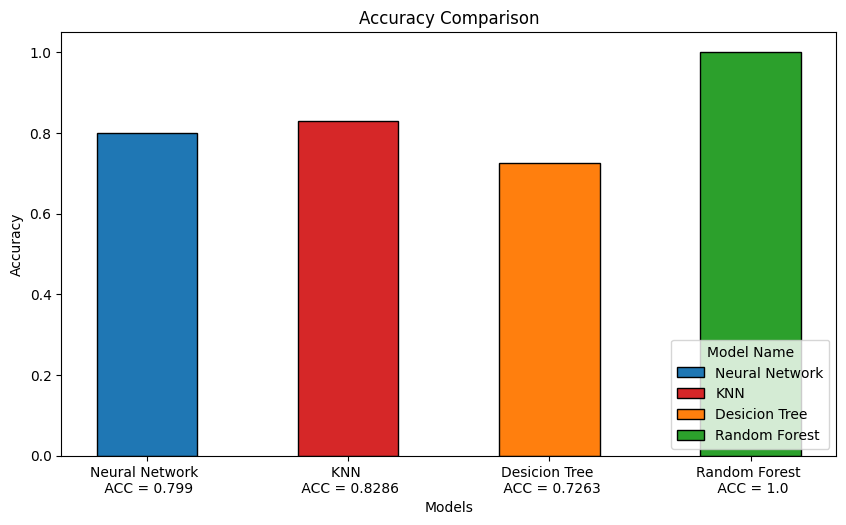 Accuracy Comparison
1.0
0.8
0.6
0.4
0.2
0.0
Accuracy
Model Name
Neural Network
KNN
Desicion Tree
Random Forest
Neural Network
ACC = 0.799
KNN
ACC = 0.8286
Desicion Tree
ACC = 0.7263
Random Forest
ACC = 1.0
Models